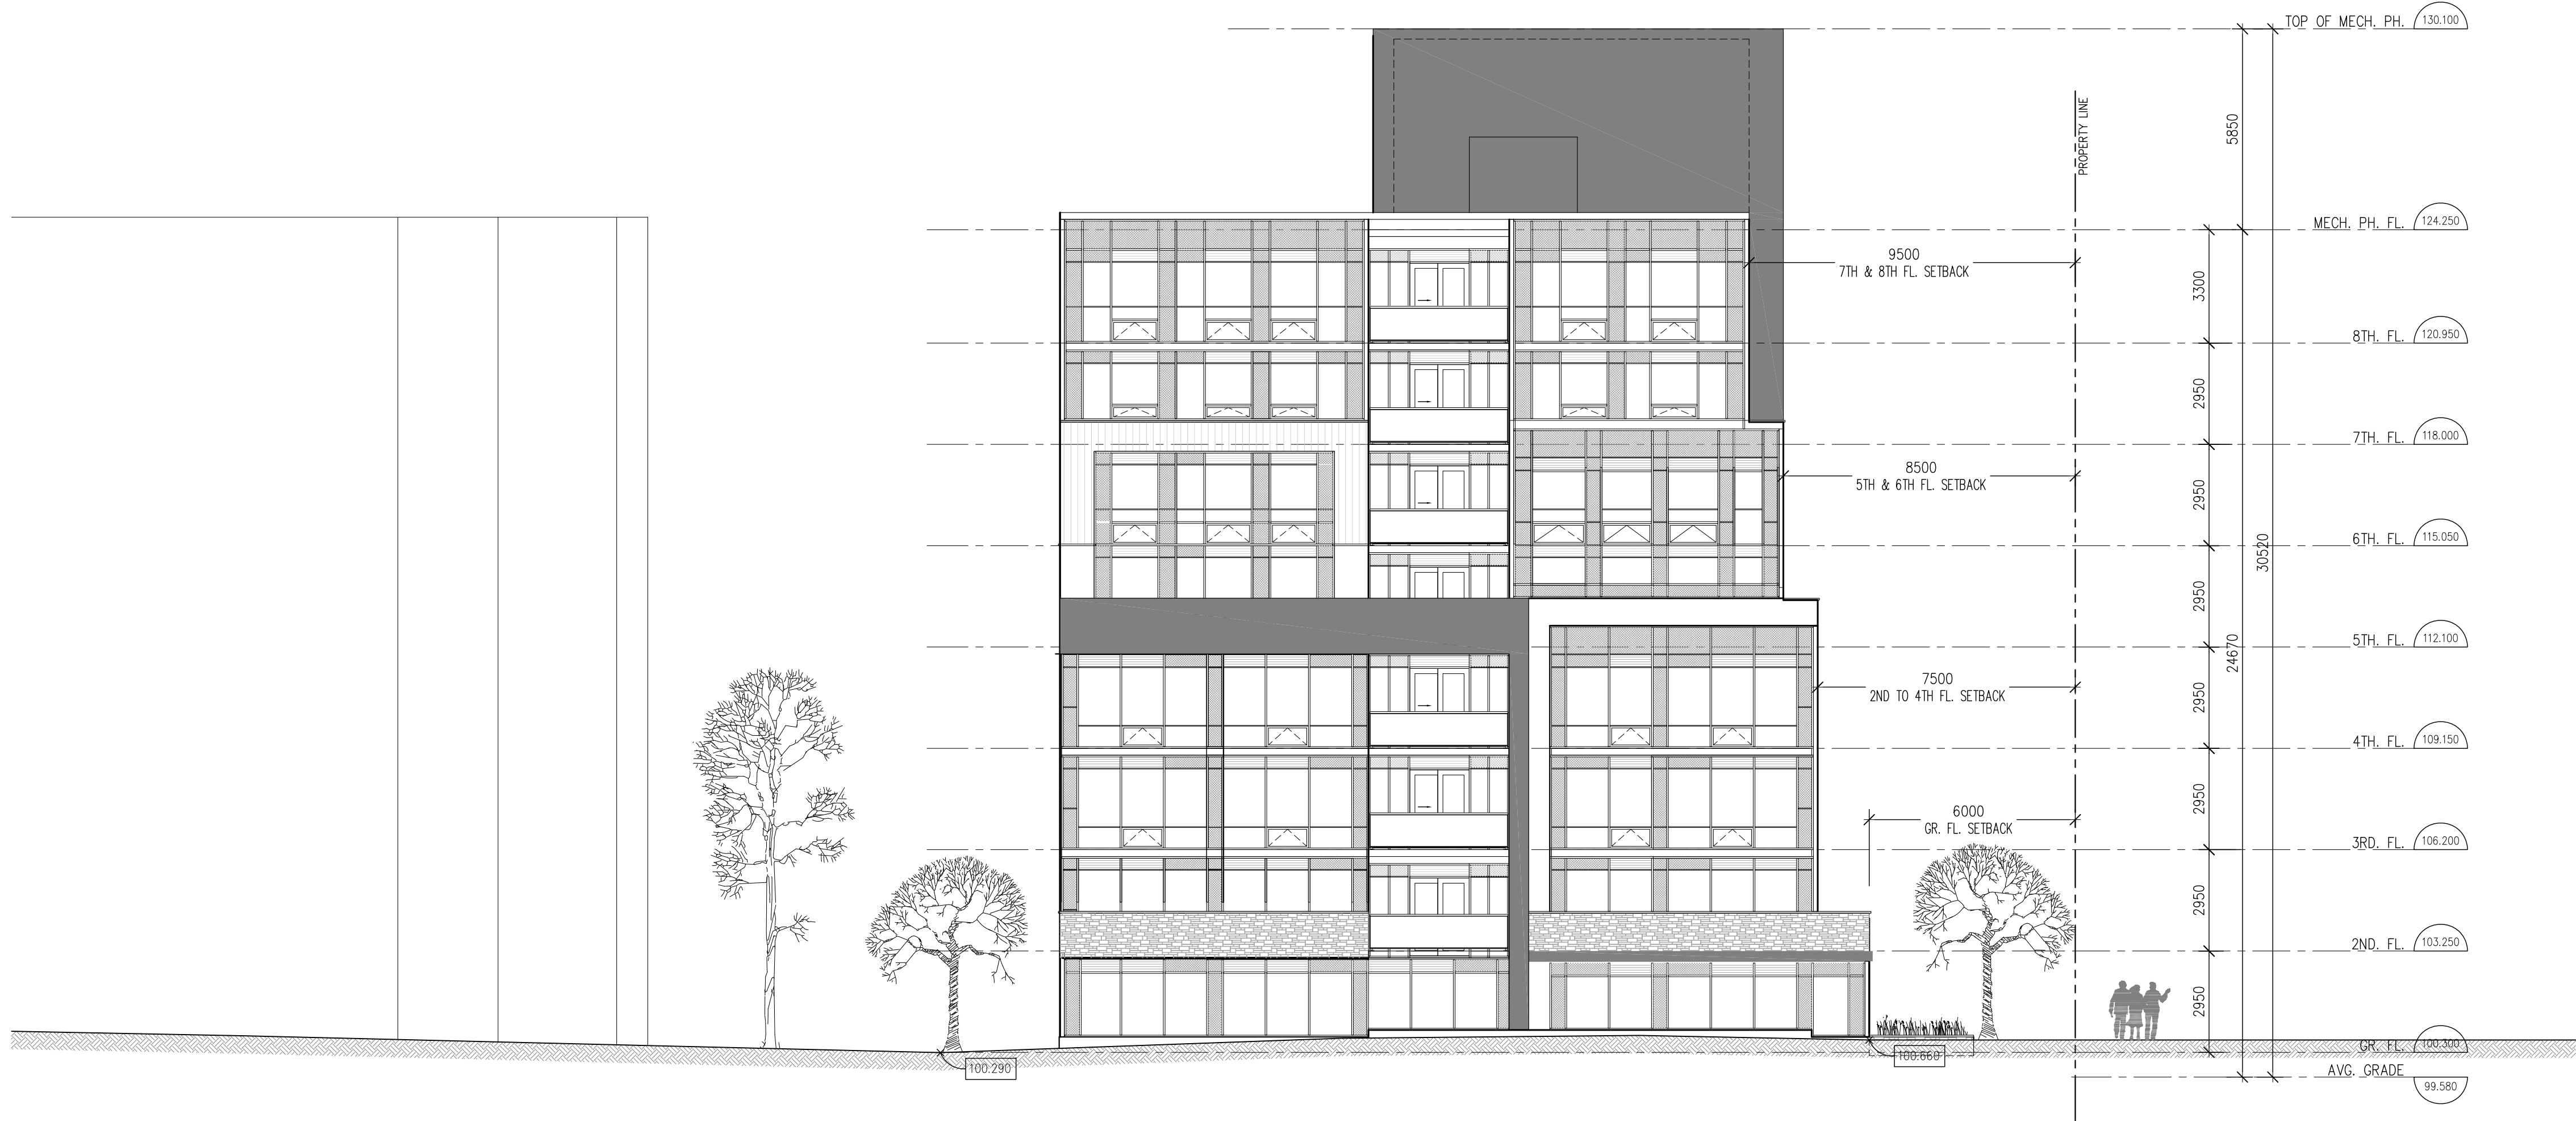 TOP OF MECH. PH. 130.100
PROPERTY LINE
5850
MECH. PH. FL. 124.250
9500
7TH & 8TH FL. SETBACK
3300
8TH. FL. 120.950
2950
7TH. FL. 118.000
8500
5TH & 6TH FL. SETBACK
2950
30520
6TH. FL. 115.050
2950
24670
5TH. FL. 112.100
7500
2ND TO 4TH FL. SETBACK
2950
4TH. FL. 109.150
2950
6000
GR. FL. SETBACK
3RD. FL. 106.200
2950
2ND. FL. 103.250
2950
GR. FL. 100.300
100.290
100.660
AVG. GRADE
99.580